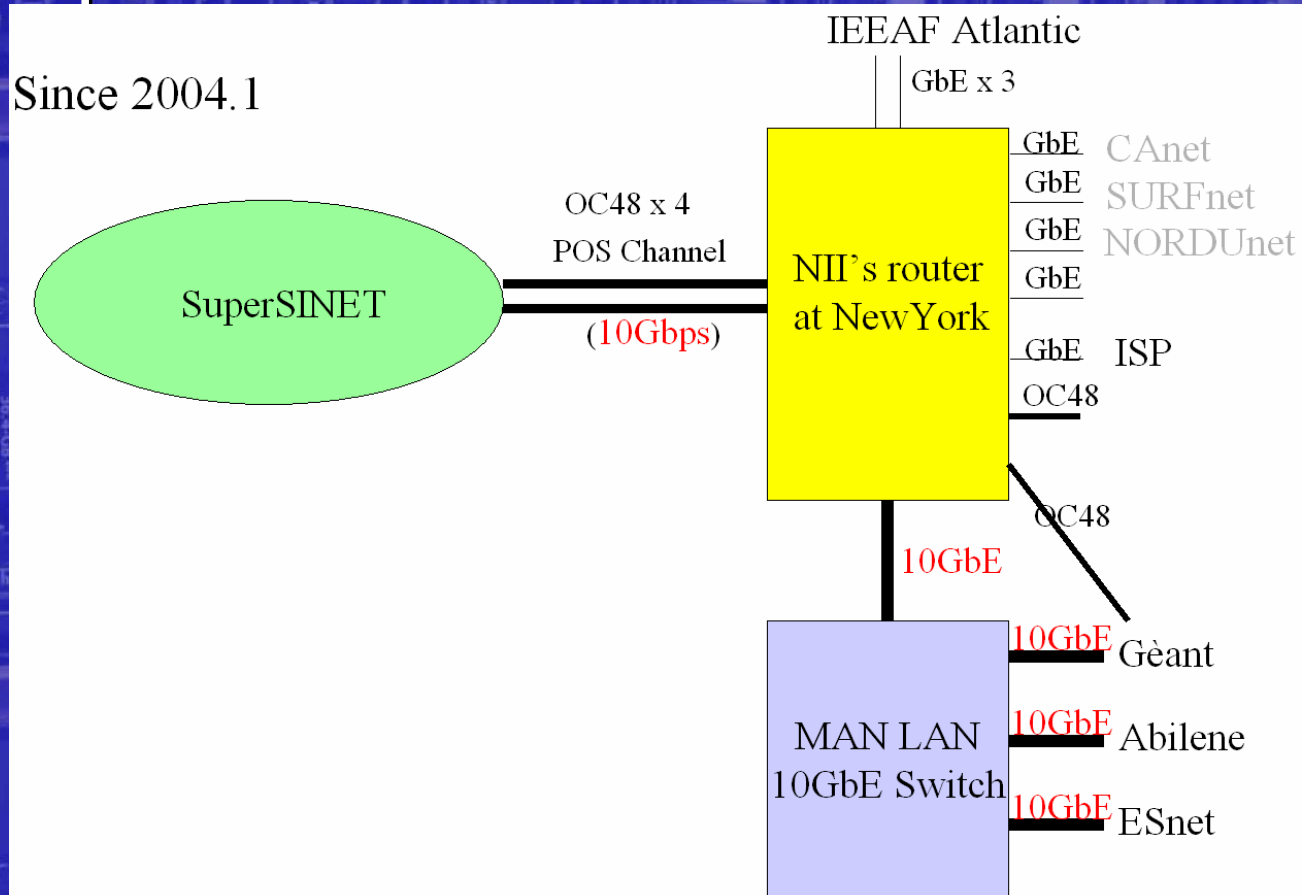 IEEAF Atlantic
GbE x 3
Since 2004.1
GbE CAnet
GbE SURFnet
GbE NORDUnet
GbE
GbE ISP
OC48
OC48 x 4
POS Channel
(10Gbps)
SuperSINET
NII's router
at NewYork
OC48
10GbE
10GbE Gèant
10GbE Abilene
10GbE ESnet
MAN LAN
10GbE Switch